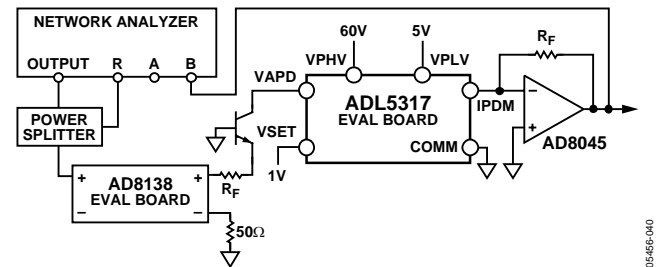 NETWORK ANALYZER
OUTPUT R A B
POWER
SPLITTER
AD8138
EVAL BOARD
+ +
– –
RF
50Ω
60V 5V
VPHV VPLV
VAPD
VSET
1V
ADL5317
EVAL BOARD
IPDM
COMM
RF
–
+
AD8045
05456-040